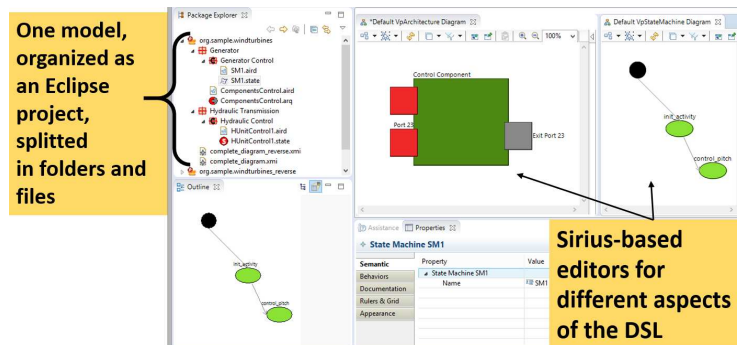 One model,
organized as
an Eclipse
project,
splitted
in folders and
files
Package Explorer
org.sample.windturbines
Generator
Generator Control
SM1.aird
SM1.state
ComponentsControl.aird
ComponentsControl.arq
Hydraulic Transmission
Hydraulic Control
HUnitControl1.aird
HUnitControl1.state
complete_diagram_reverse.xmi
complete_diagram.xmi
org.sample.windturbines_reverse
Outline
init_activity
control_pitch
*Default VpArchitecture Diagram
100%
Control Component
Port 23
Exit Port 23
Default VpStateMachine Diagram
init_activity
control_pitch
Assistance
Properties
State Machine SM1
Semantic
Behaviors
Documentation
Rulers & Grid
Appearance
Property Value
State Machine SM1
Name SM1
Sirius-based
editors for
different aspects
of the DSL